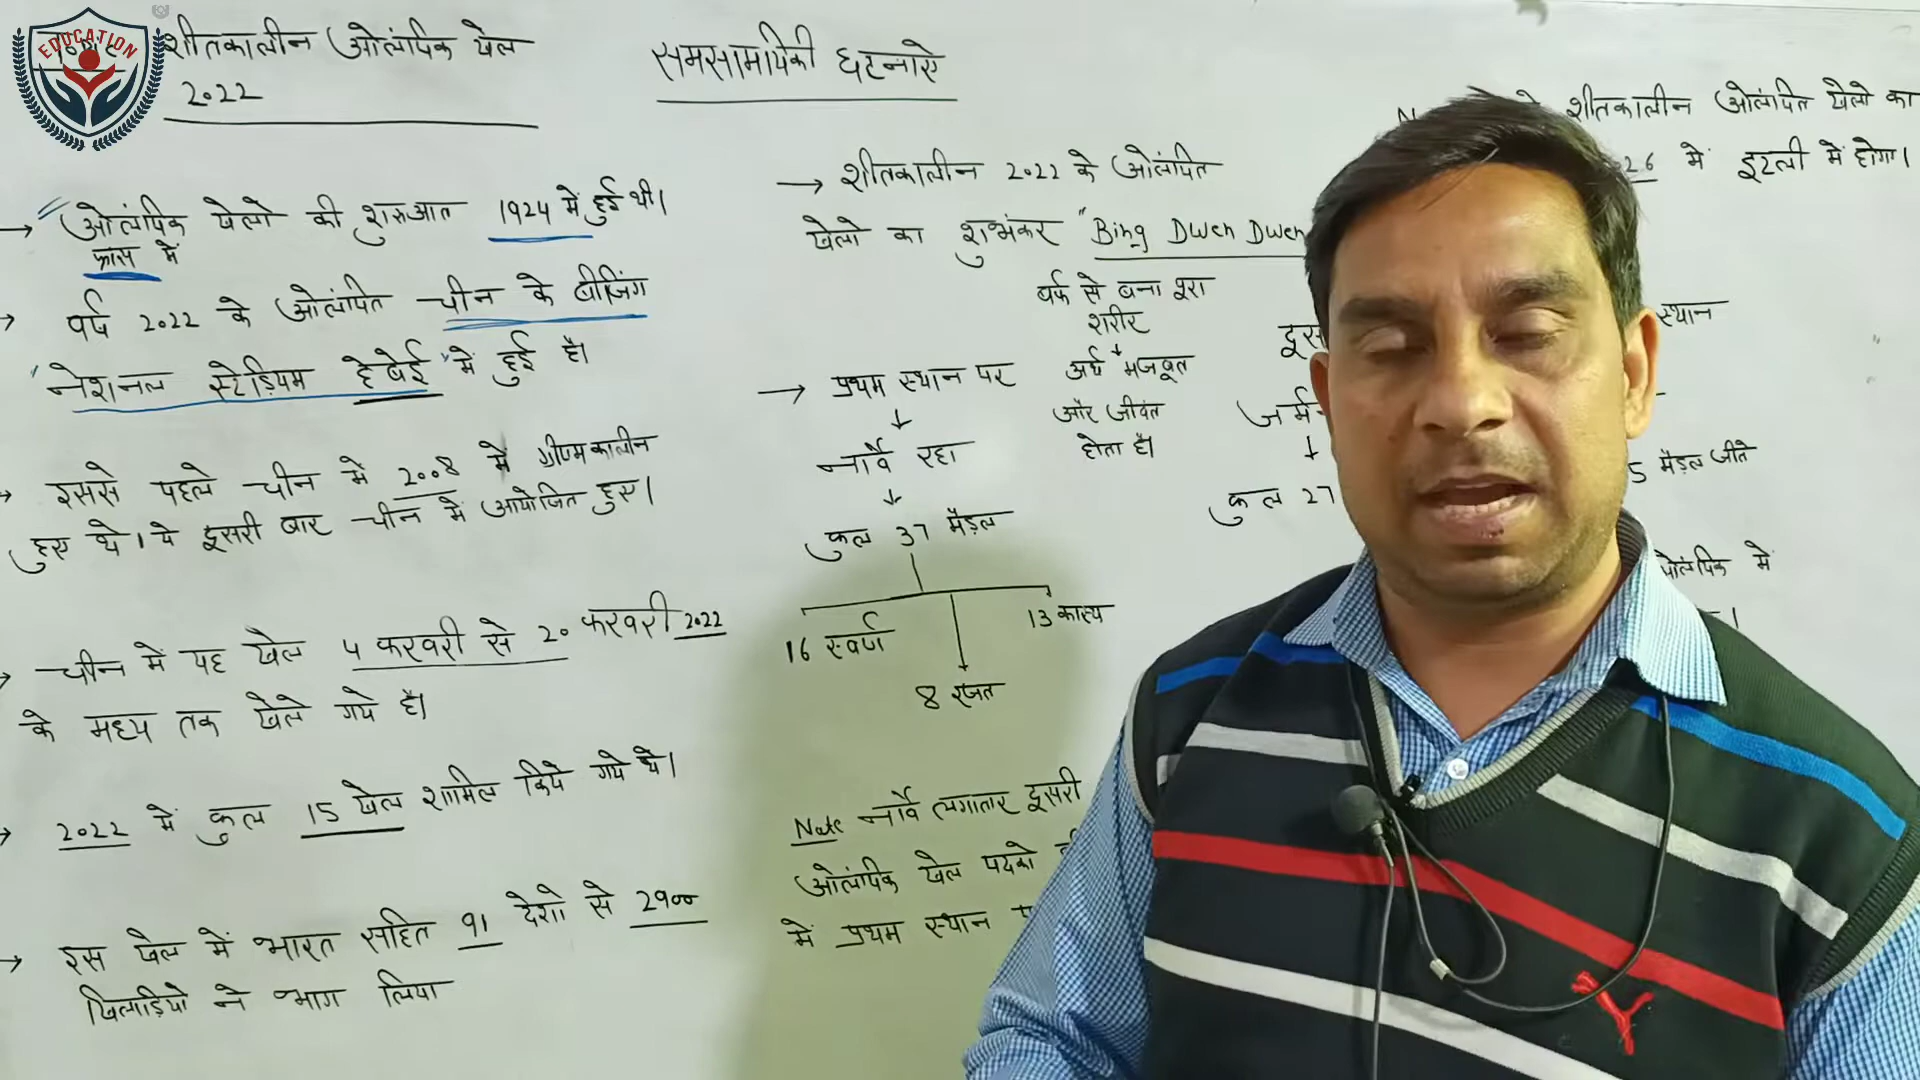 EDUCATION
शीतकालीन ओलंपिक खेल
2022
समसामयिकी घटनाऐ
→ ओलंपिक खेलो की शुरुआत 1924 में हुई थी।
फ्रांस में
→ वर्ष 2022 के ओलंपित चीन के बीजिंग
नेशनल स्टेडियम हेबेई में हुई है।
→ इससे पहले चीन में 2008 में ग्रीष्मकालीन
हुए थे। ये दूसरी बार चीन में आयोजित हुए।
→ चीन में यह खेल 4 फरवरी से 20 फरवरी 2022
के मध्य तक खेले गये है।
→ 2022 में कुल 15 खेल शामिल किये गये थे।
→ इस खेल में भारत सहित 91 देशो से 2900
खिलाड़ियो ने भाग लिया
→ शीतकालीन 2022 के ओलंपित
खेलो का शुभंकर "Bing Dwen Dwen
बर्फ से बना पूरा
शरीर
अर्थ मजबूत
और जीवंत
होता है।
→ प्रथम स्थान पर
↓
नार्वे रहा
↓
कुल 37 मैडल
16 स्वर्ण
8 रजत
13 कास्य
Note नार्वे लगातार दूसरी
ओलंपिक खेल पदको
में प्रथम स्थान
शीतकालीन ओलंपित खेलो का
26 में इटली में होगा।
स्थान
↓
कुल 27
5 मैडल जीते
में